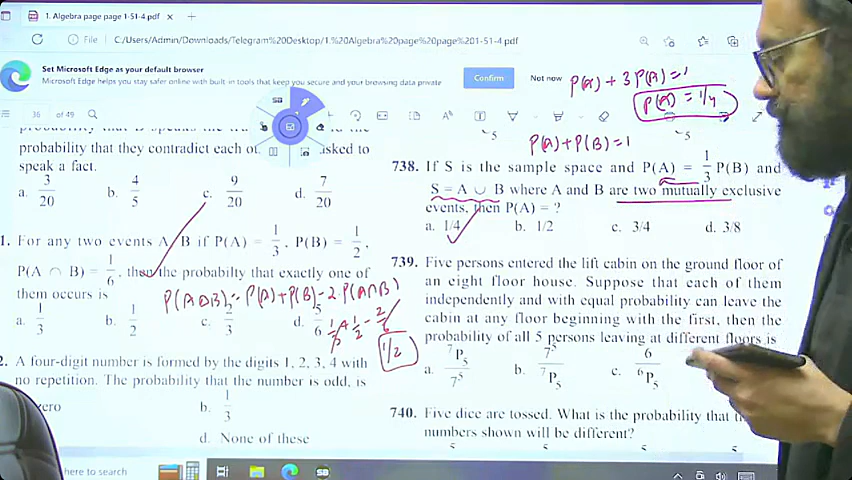 1. Algebra page page 1-51-4.pdf
File
C:/Users/Admin/Downloads/Telegram%20Desktop/1.%20Algebra%20page%20page%201-51-4.pdf
Set Microsoft Edge as your default browser
Microsoft Edge helps you stay safer online with built-in tools that keep you secure and your browsing data private
Confirm
Not now
36 of 49
P(A) + 3P(A) = 1
P(A) = 1/4
P(A) + P(B) = 1
that they contradict each
asked to
speak a fact.
a. 3/20 b. 4/5 c. 9/20 d. 7/20
1. For any two events A, B if P(A) = 1/3, P(B) = 1/2,
P(A ∩ B) = 1/6, then the probabilty that exactly one of
them occurs is
P(A⊕B) = P(A) + P(B) - 2·P(A∩B)
a. 1/3 b. 1/2 c. 2/3 d. 5/6
1/3 + 1/2 - 2/6
1/2
2. A four-digit number is formed by the digits 1, 2, 3, 4 with
no repetition. The probability that the number is odd, is
zero b. 1/3
d. None of these
738. If S is the sample space and P(A) = 1/3 P(B) and
S = A ∪ B where A and B are two mutually exclusive
events, then P(A) = ?
a. 1/4 b. 1/2 c. 3/4 d. 3/8
739. Five persons entered the lift cabin on the ground floor of
an eight floor house. Suppose that each of them
independently and with equal probability can leave the
cabin at any floor beginning with the first, then the
probability of all 5 persons leaving at different floors is
a. ⁷P₅/7⁵ b. 7⁵/⁷P₅ c. 6/⁶P₅
740. Five dice are tossed. What is the probability that
numbers shown will be different?
here to search